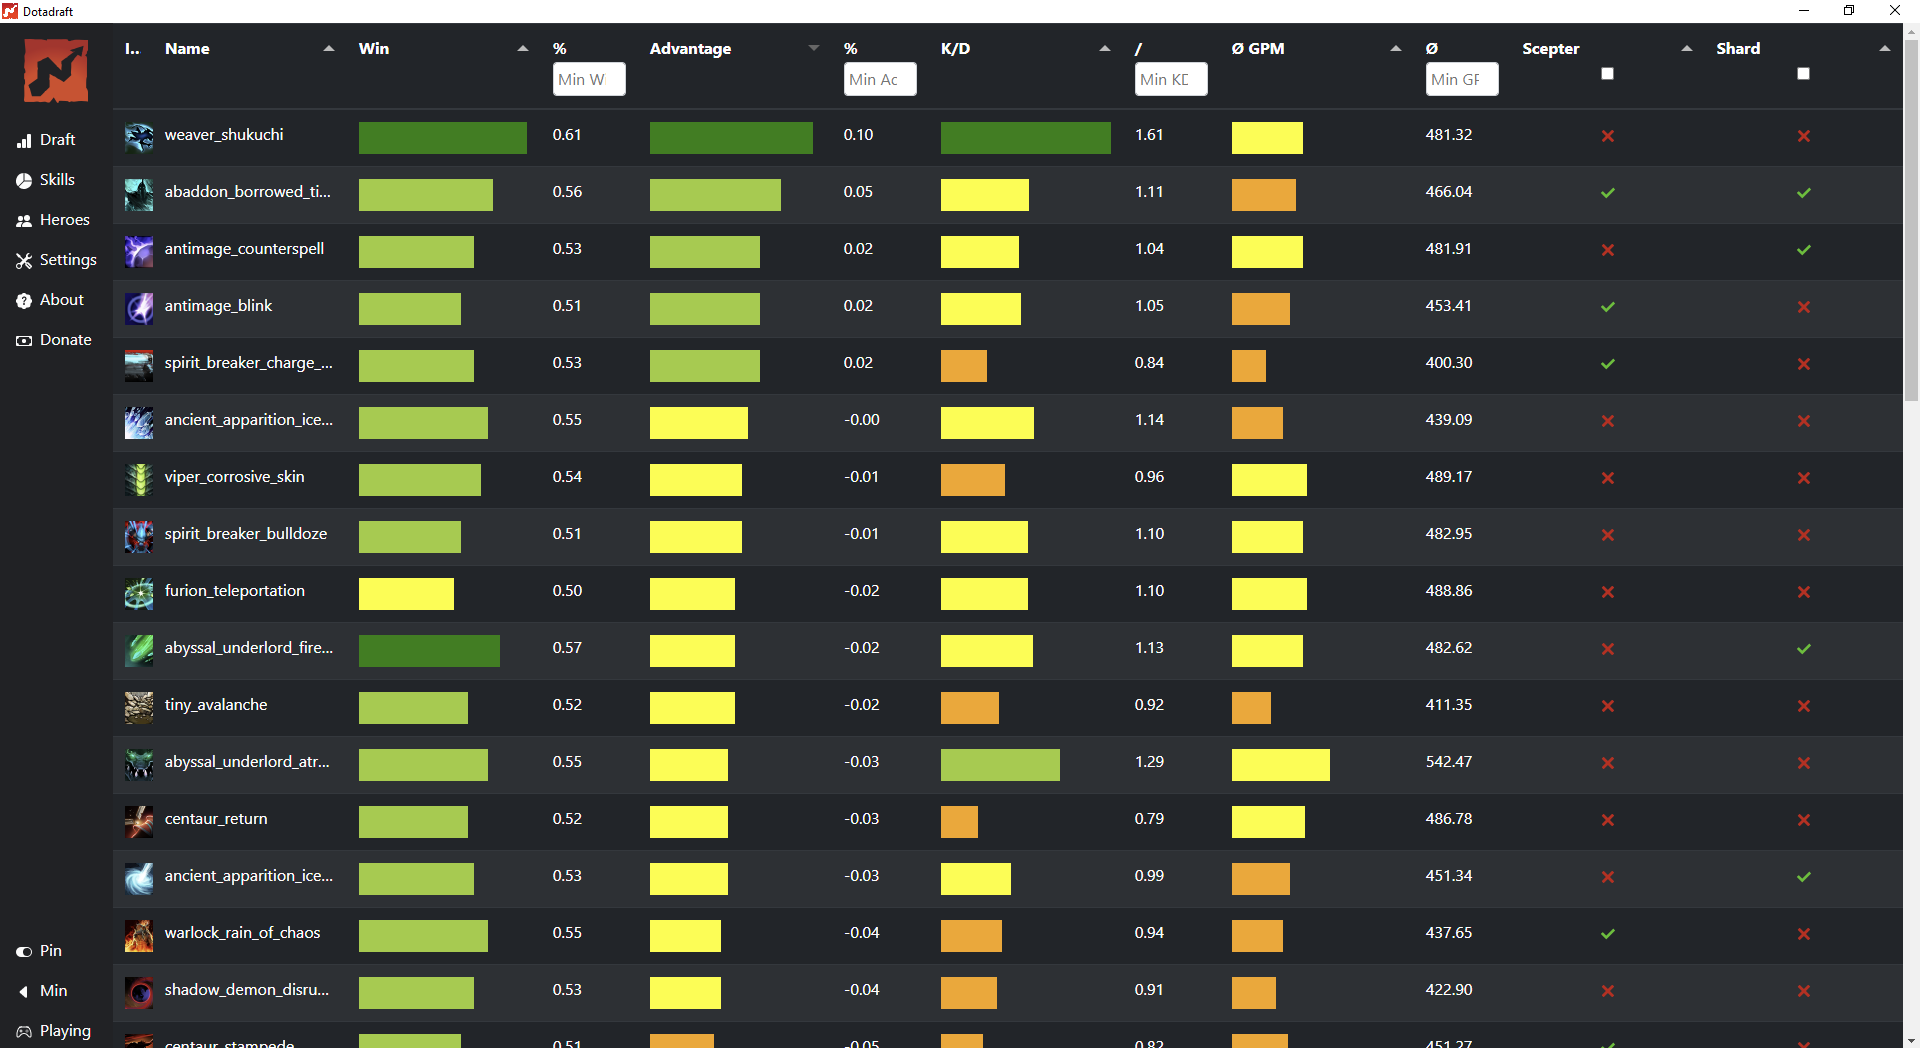 Dotadraft
I.. Name Win % Advantage % K/D / Ø GPM Ø Scepter Shard
Min W Min Ac Min KD Min GP
Draft
Skills
Heroes
Settings
About
Donate
weaver_shukuchi 0.61 0.10 1.61 481.32
abaddon_borrowed_ti... 0.56 0.05 1.11 466.04
antimage_counterspell 0.53 0.02 1.04 481.91
antimage_blink 0.51 0.02 1.05 453.41
spirit_breaker_charge_... 0.53 0.02 0.84 400.30
ancient_apparition_ice... 0.55 -0.00 1.14 439.09
viper_corrosive_skin 0.54 -0.01 0.96 489.17
spirit_breaker_bulldoze 0.51 -0.01 1.10 482.95
furion_teleportation 0.50 -0.02 1.10 488.86
abyssal_underlord_fire... 0.57 -0.02 1.13 482.62
tiny_avalanche 0.52 -0.02 0.92 411.35
abyssal_underlord_atr... 0.55 -0.03 1.29 542.47
centaur_return 0.52 -0.03 0.79 486.78
ancient_apparition_ice... 0.53 -0.03 0.99 451.34
warlock_rain_of_chaos 0.55 -0.04 0.94 437.65
shadow_demon_disru... 0.53 -0.04 0.91 422.90
centaur_stampede 0.51 -0.05 0.82 451.27
Pin
Min
Playing